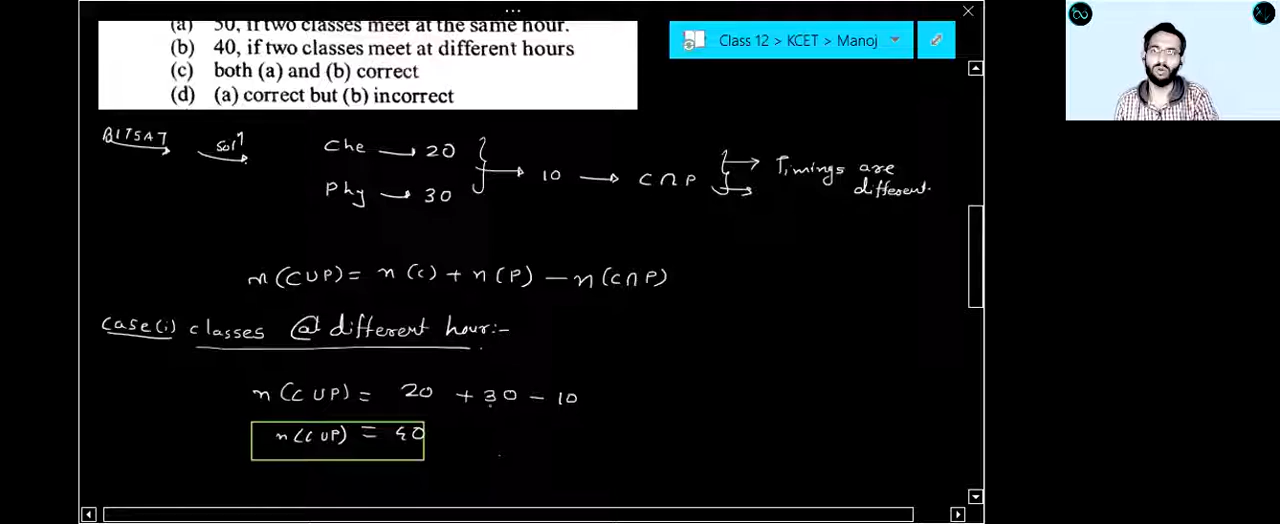 (a) 50, if two classes meet at the same hour.
Class 12 > KCET > Manoj
(b) 40, if two classes meet at different hours
(c) both (a) and (b) correct
(d) (a) correct but (b) incorrect
BITSAT
Solⁿ
Che → 20
Phy → 30
10 → C ∩ P
Timings are
different.
n(C∪P) = n(C) + n(P) − n(C∩P)
Case(i) classes @ different hour:-
n(C∪P) = 20 + 30 − 10
n(C∪P) = 40